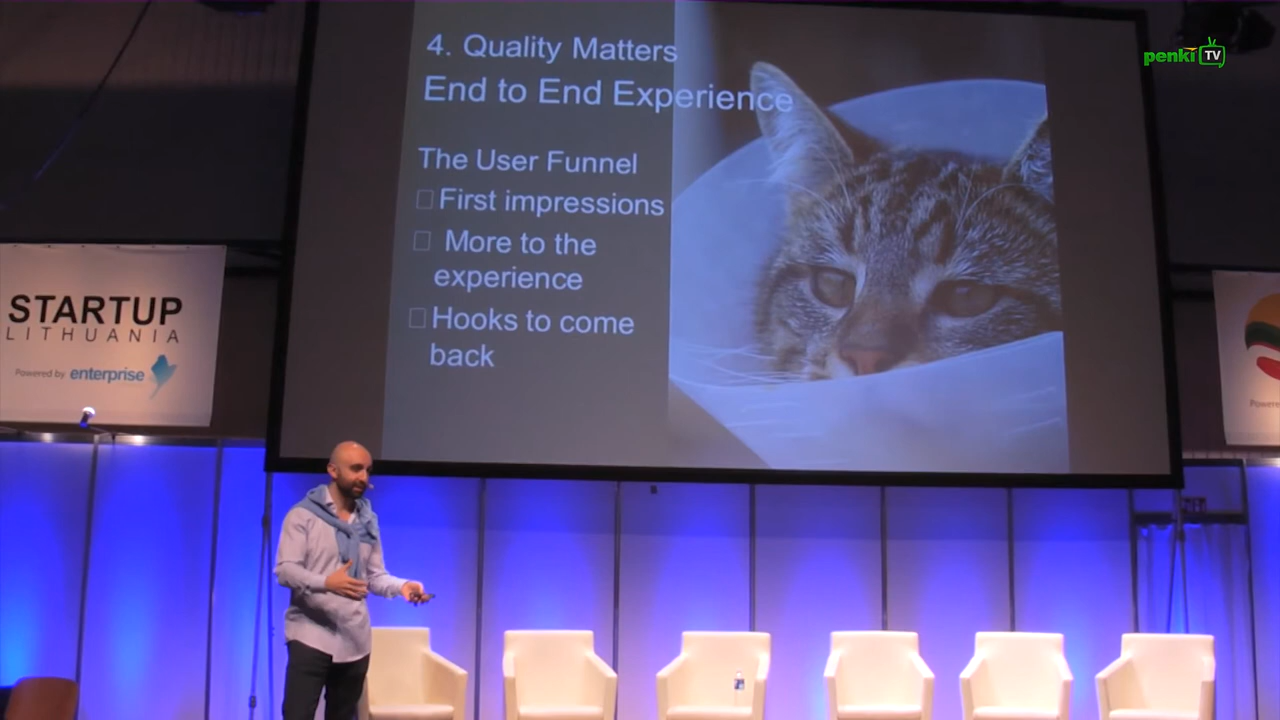 4. Quality Matters
End to End Experience
The User Funnel
First impressions
More to the
experience
Hooks to come
back
penki TV
STARTUP
LITHUANIA
Powered by enterprise
Powere